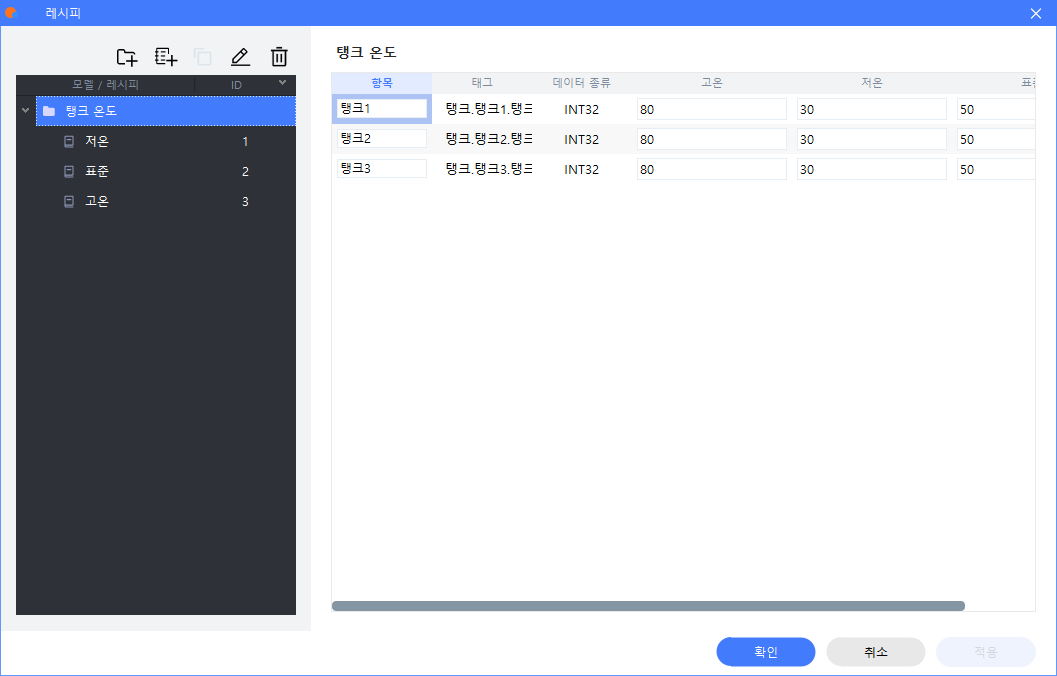 레시피
모델 / 레시피 ID
탱크 온도
저온 1
표준 2
고온 3
탱크 온도
항목 태그 데이터 종류 고온 저온
탱크1 탱크.탱크1.탱크 INT32 80 30 50
탱크2 탱크.탱크2.탱크 INT32 80 30 50
탱크3 탱크.탱크3.탱크 INT32 80 30 50
확인 취소 적용